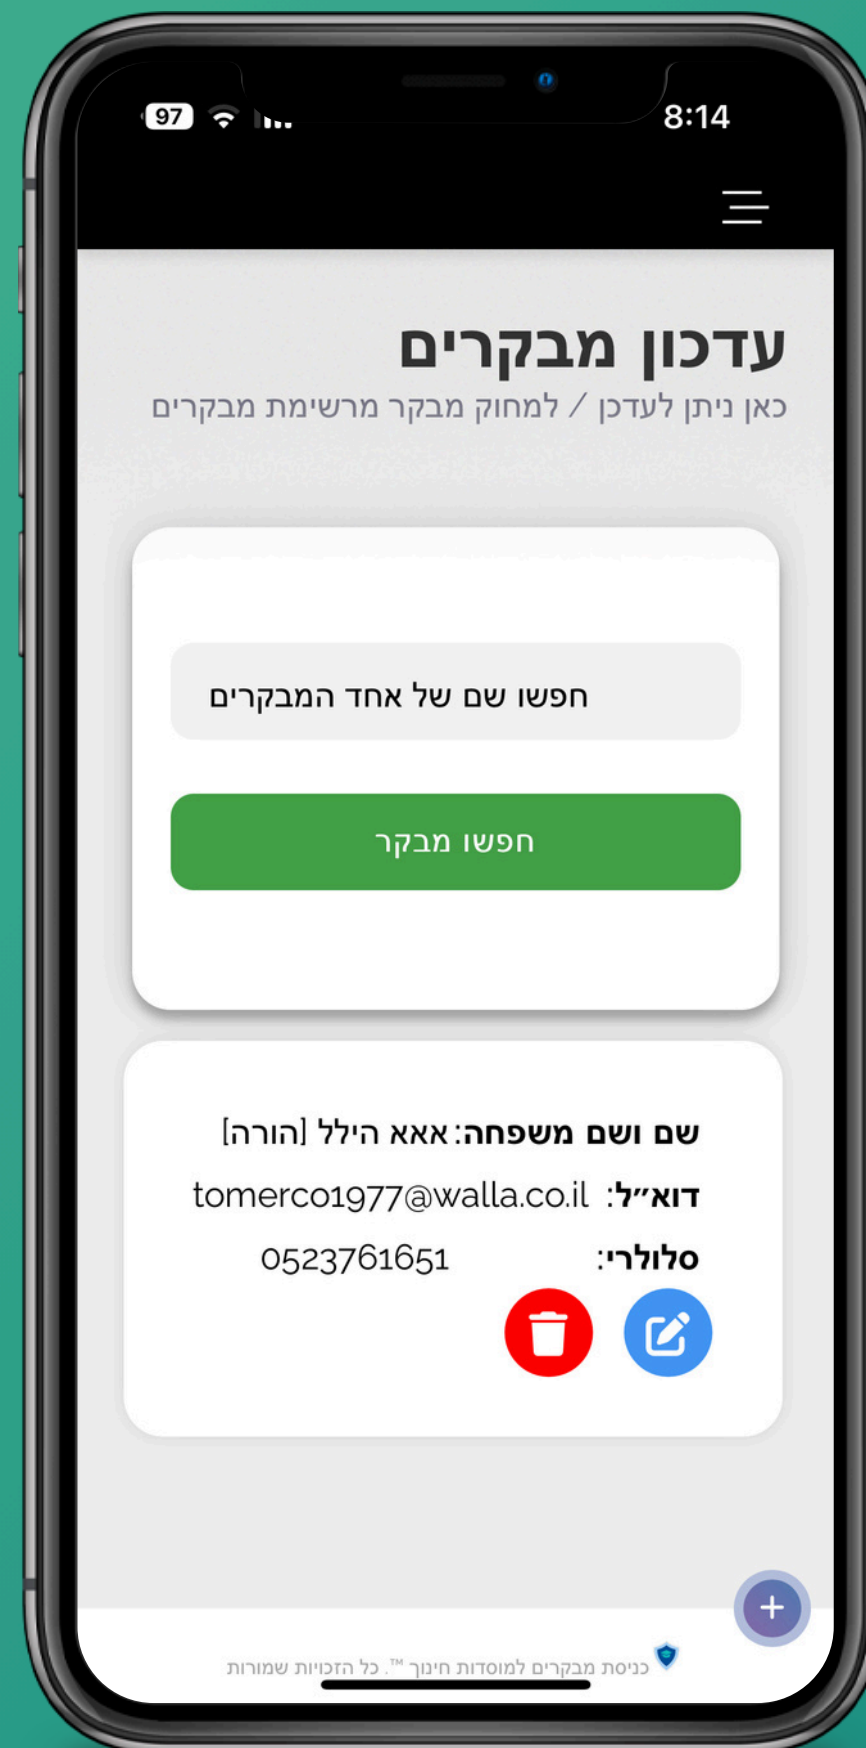 97 8:14
עדכון מבקרים
כאן ניתן לעדכן / למחוק מבקר מרשימת מבקרים
חפשו שם של אחד המבקרים
חפשו מבקר
שם ושם משפחה: אאא הילל [הורה]
דוא״ל: tomerco1977@walla.co.il
סלולרי: 0523761651
+
כניסת מבקרים למוסדות חינוך ™. כל הזכויות שמורות